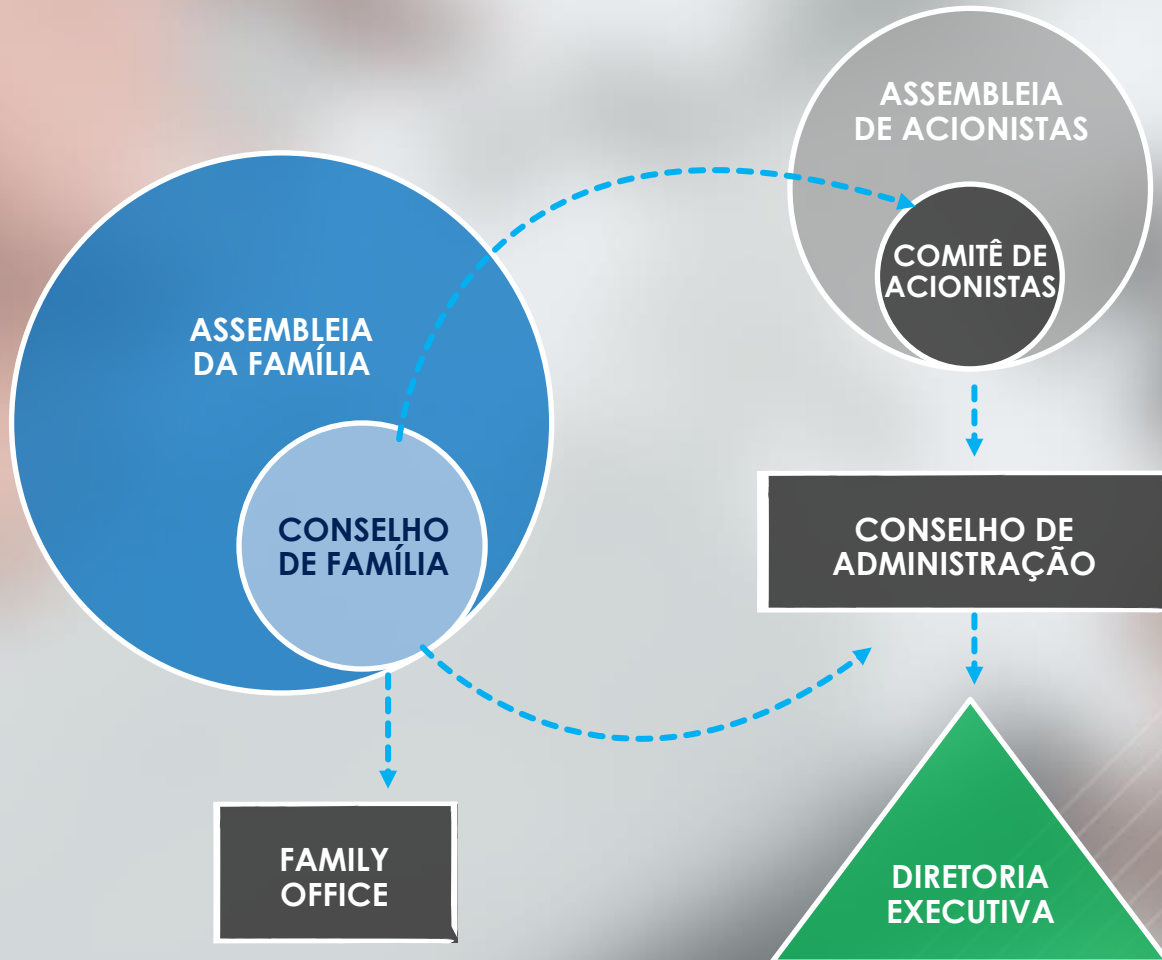 ASSEMBLEIA
DE ACIONISTAS
COMITÊ DE
ACIONISTAS
ASSEMBLEIA
DA FAMÍLIA
CONSELHO
DE FAMÍLIA
CONSELHO DE
ADMINISTRAÇÃO
FAMILY
OFFICE
DIRETORIA
EXECUTIVA